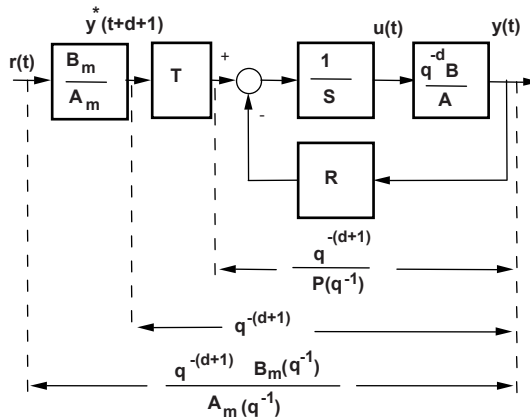 y*(t+d+1)
u(t)
y(t)
r(t)
B_m
A_m
T
+
-
1
S
q^-d B
A
R
q^-(d+1)
P(q^-1)
q^-(d+1)
q^-(d+1) B_m(q^-1)
A_m(q^-1)